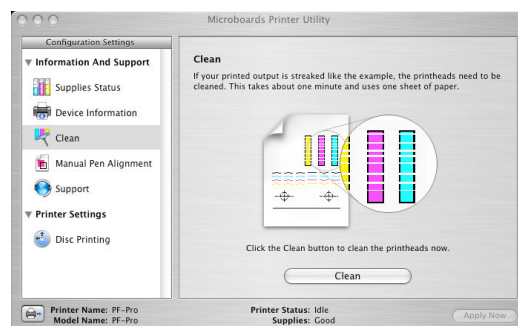 Microboards Printer Utility
Configuration Settings
Information And Support
Supplies Status
Device Information
Clean
Manual Pen Alignment
Support
Printer Settings
Disc Printing
Clean
If your printed output is streaked like the example, the printheads need to be
cleaned. This takes about one minute and uses one sheet of paper.
Click the Clean button to clean the printheads now.
Clean
Printer Name: PF-Pro
Model Name: PF-Pro
Printer Status: Idle
Supplies: Good
Apply Now